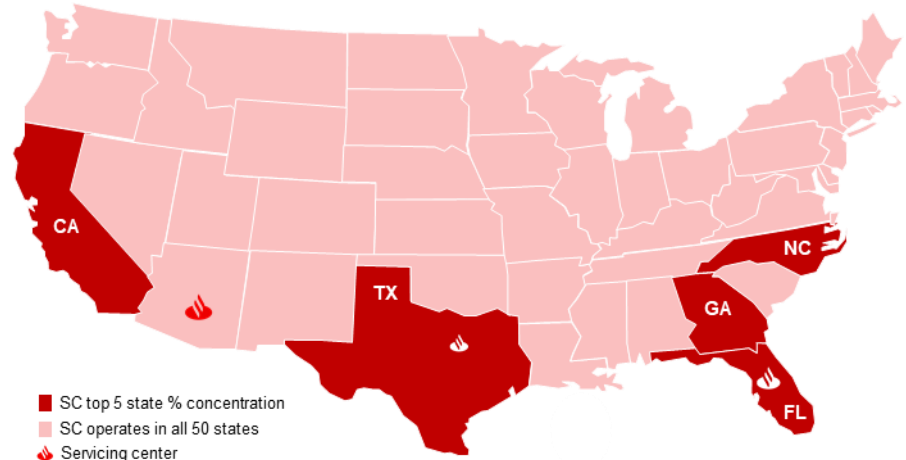 CA
NC
TX
GA
FL
SC top 5 state % concentration
SC operates in all 50 states
Servicing center